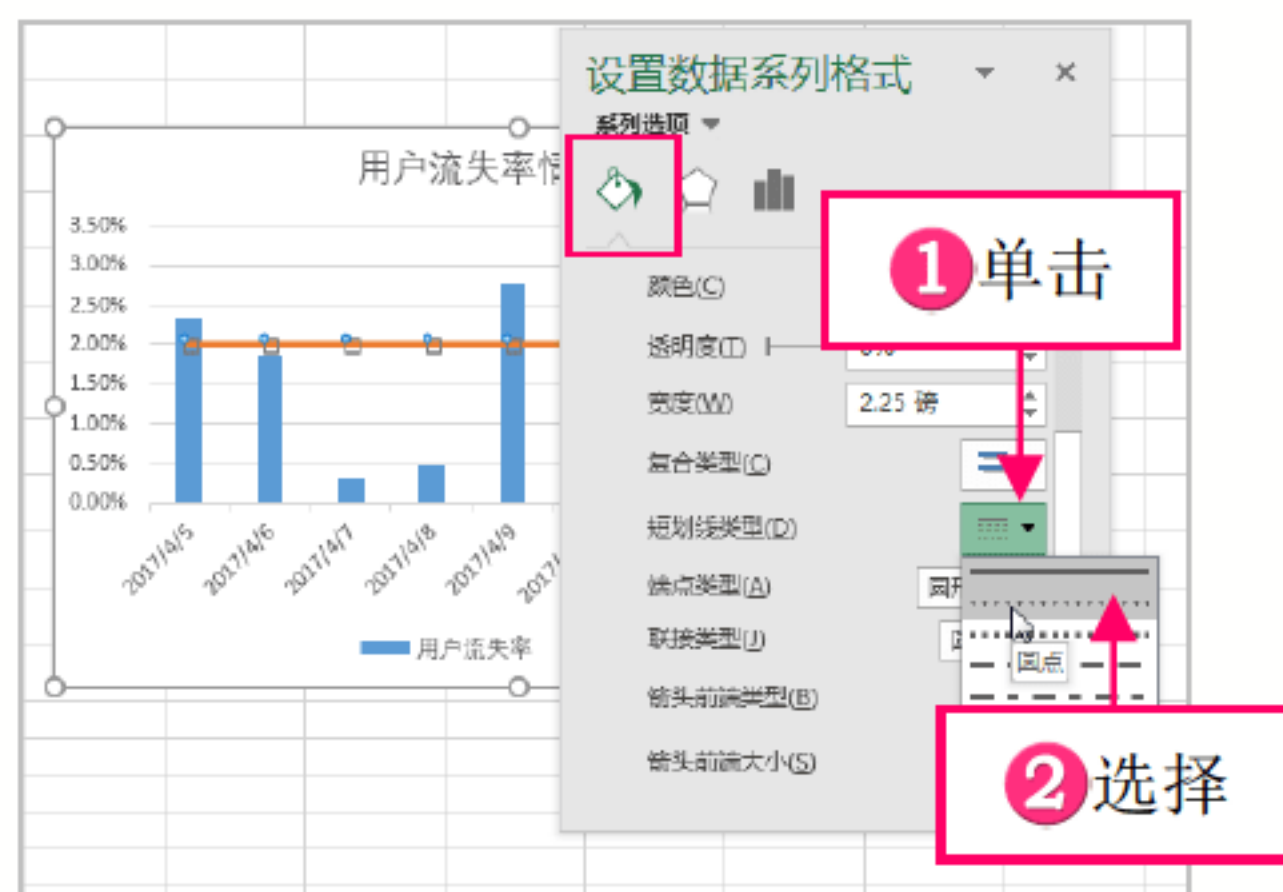 设置数据系列格式
系列选项
用户流失率
3.50%
3.00%
2.50%
2.00%
1.50%
1.00%
0.50%
0.00%
2017/4/5
2017/4/6
2017/4/7
2017/4/8
2017/4/9
用户流失率
1单击
颜色(C)
透明度(T)
宽度(W)
2.25 磅
复合类型(C)
短划线类型(D)
端点类型(A)
圆形
联接类型(J)
圆点
箭头前端类型(B)
箭头前端大小(S)
2选择